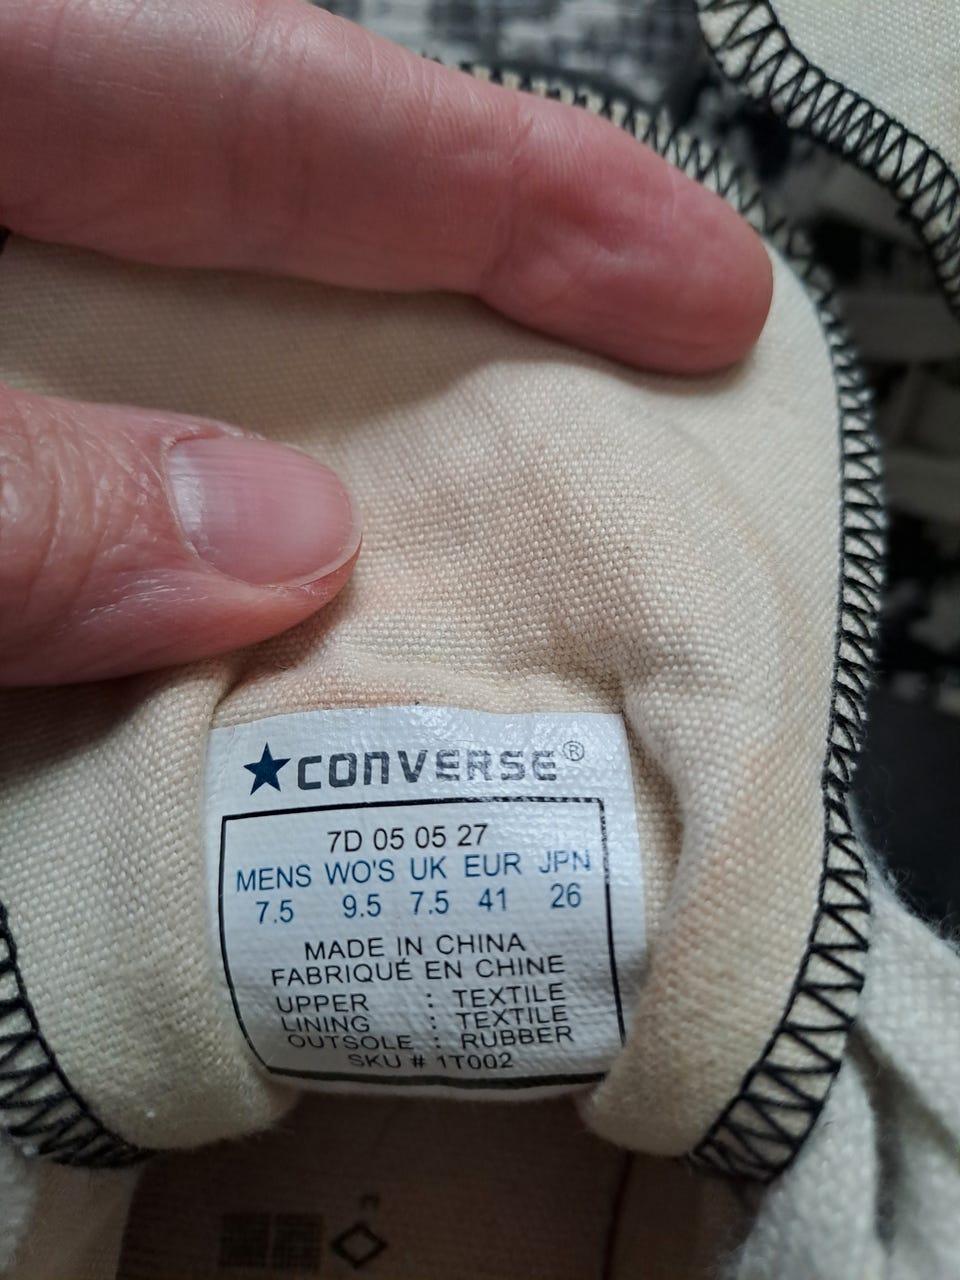 CONVERSE®
7D 05 05 27
MENS WO'S UK EUR JPN
7.5 9.5 7.5 41 26
MADE IN CHINA
FABRIQUÉ EN CHINE
UPPER : TEXTILE
LINING : TEXTILE
OUTSOLE : RUBBER
SKU # 1T002